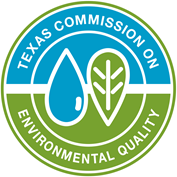 TEXAS COMMISSION ON
ENVIRONMENTAL QUALITY